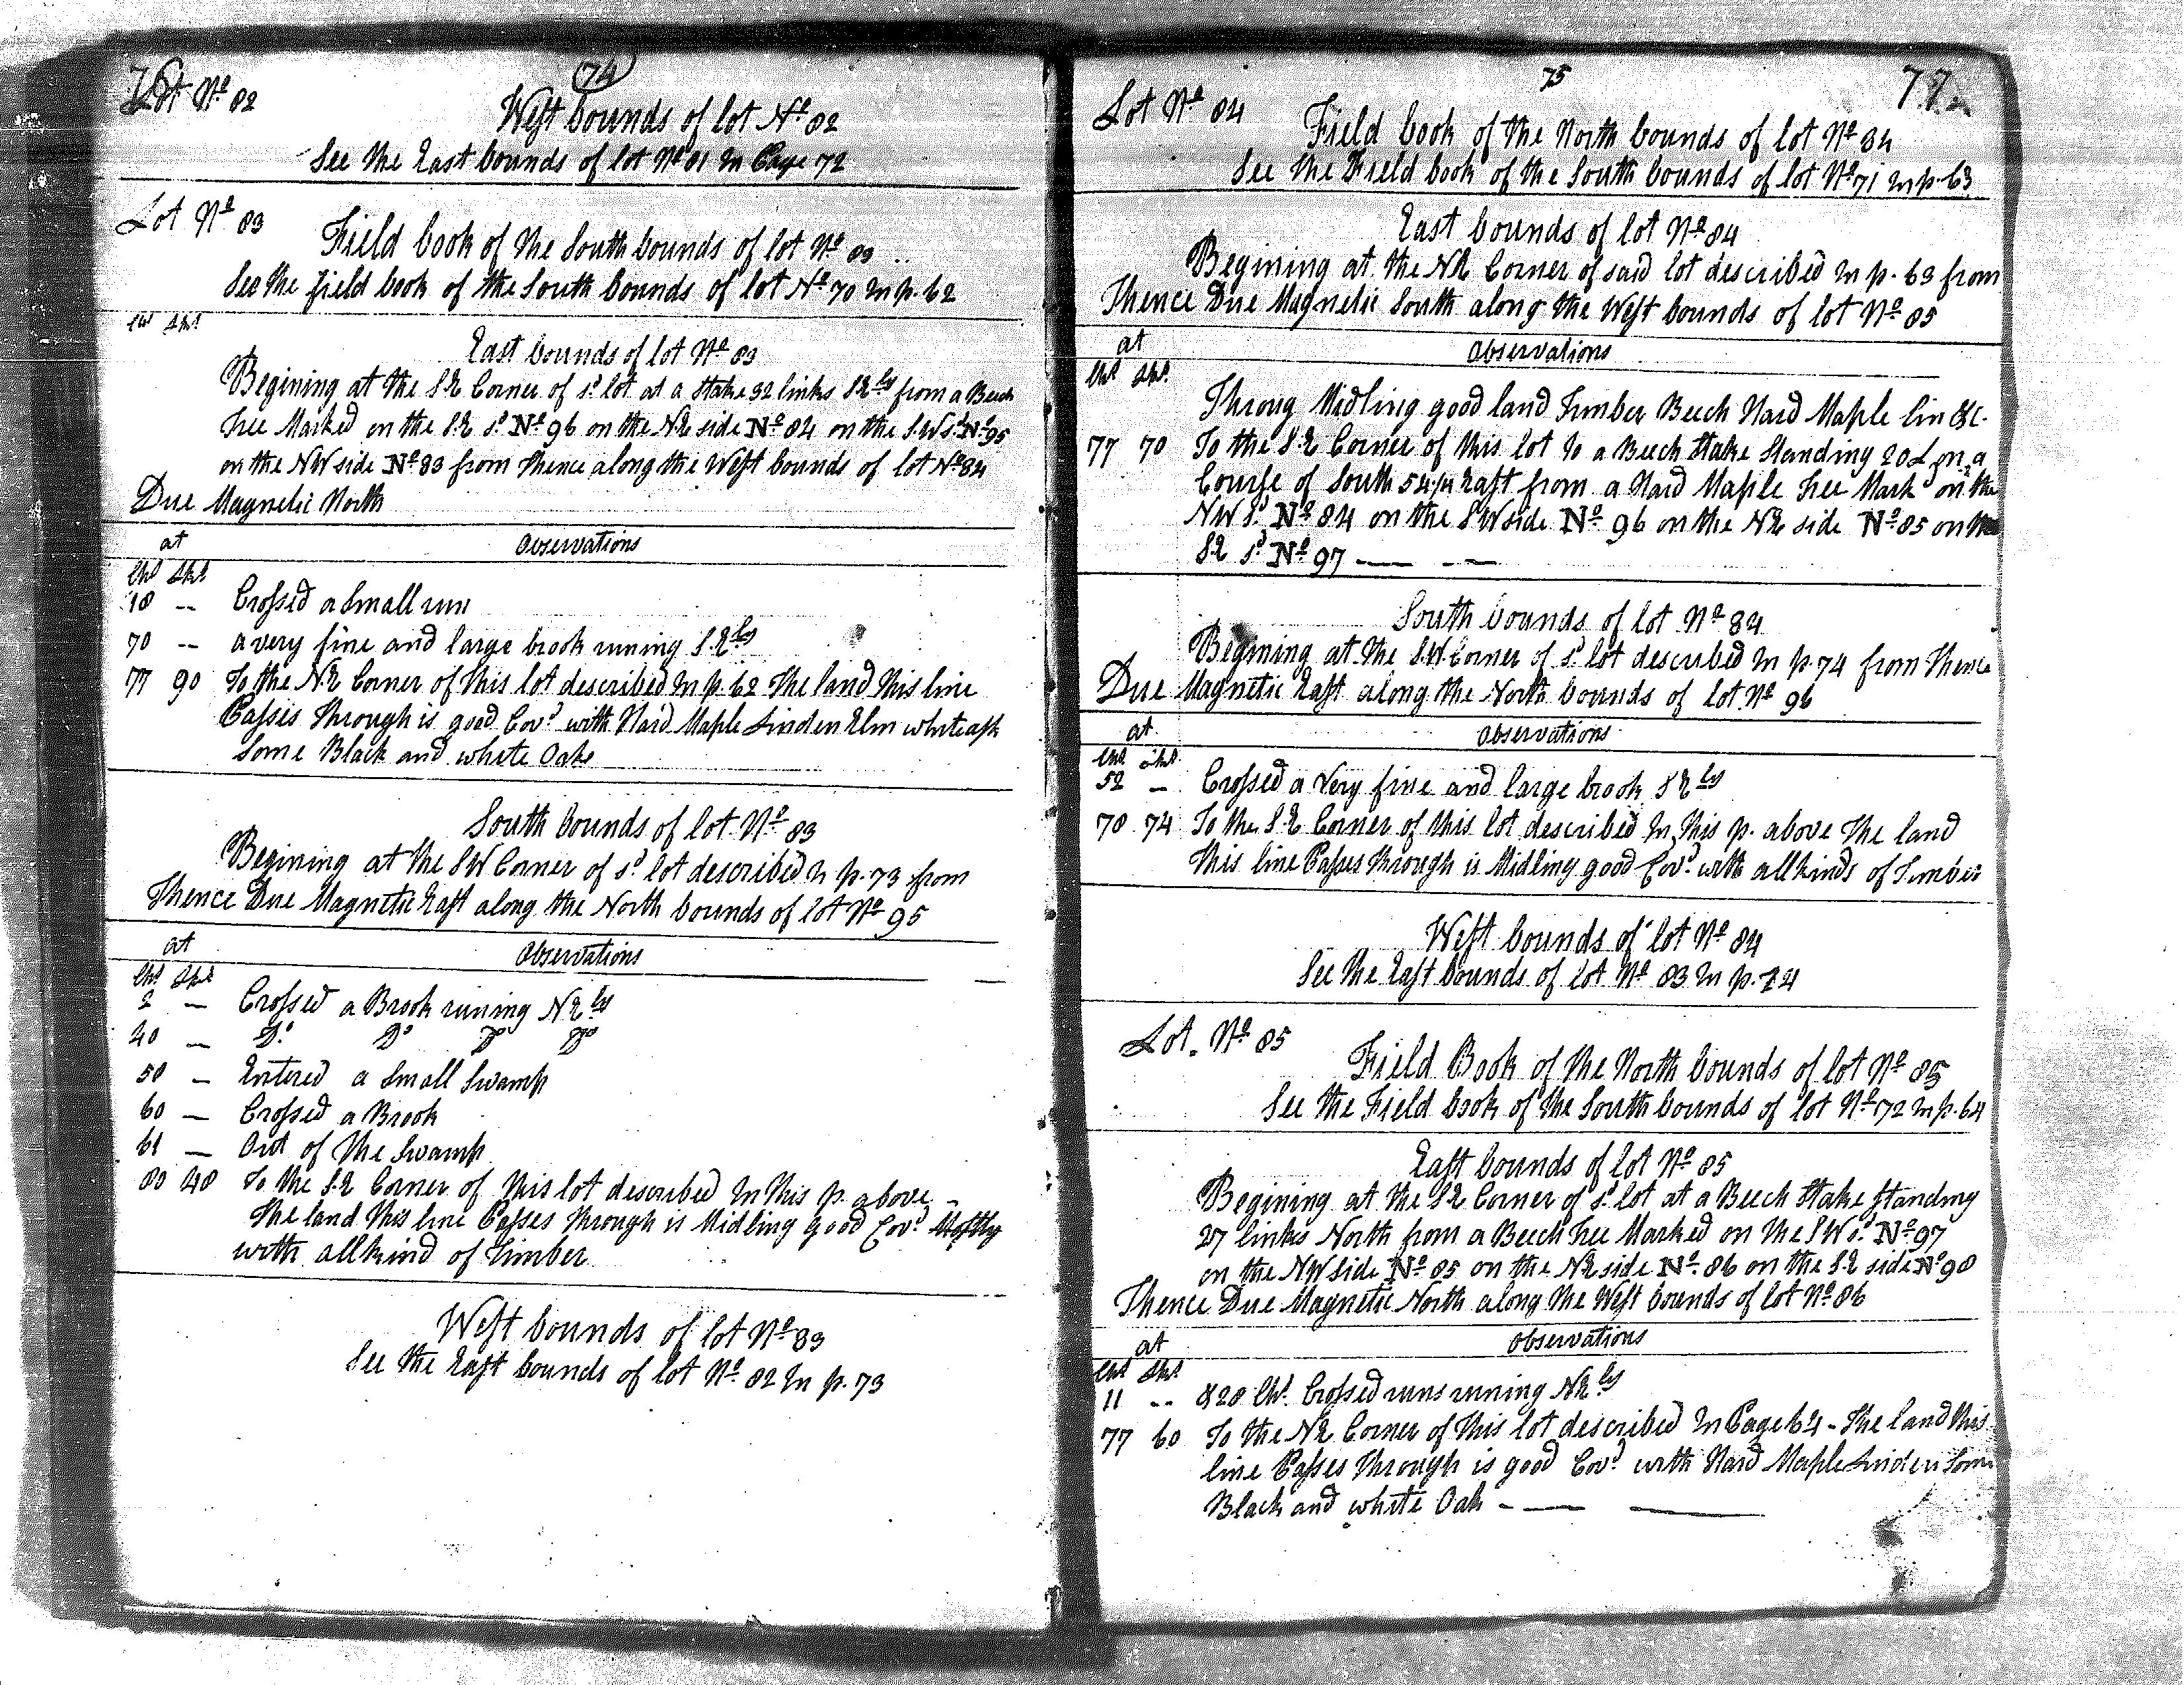 76
74
Lot No 82
West bounds of lot No 82
See the East bounds of lot No 81 In Page 72
Lot No 83
Field book of the South bounds of lot No 83
See the field book of the South bounds of lot No 70 In p. 62
Chs Lks
East bounds of lot No 83
Begining at the SE Corner of sd lot at a Stake 32 links SEly from a Beech
tree Marked on the SE sd No 96 on the NE side No 84 on the SW sd No 95
on the NW side No 83 from thence along the West bounds of lot No 84
Due Magnetic North
at Observations
Chs Lks
18 -- Crossed a Small run
70 -- a very fine and large brook runing SEly
77 90 To the NE Corner of this lot described In p. 62 The land this line
Passes through is good Covd with Hard Maple Linden Elm white ash
Some Black and white Oaks
South bounds of lot No 83
Begining at the SW Corner of sd lot described In p. 73 from
Thence Due Magnetic East along the North bounds of lot No 95
at Observations
Chs Lks
2 — Crossed a Brook runing NEly
40 — Do Do Do Do
50 — Entered a Small Swamp
60 — Crossed a Brook
61 — Out of the Swamp
80 48 To the SE Corner of this lot described In this p. above —
The land this line Passes through is Midling good Covd Mostly
with all kind of Timber
West bounds of lot No 83
See the East bounds of lot No 82 In p. 73
75
77
Lot No 84
Field book of the North bounds of lot No 84
See the Field book of the South bounds of lot No 71 In p. 63
East bounds of lot No 84
Begining at the NE Corner of said lot described In p. 63 from
Thence Due Magnetic South along the West bounds of lot No 85
at Observations
Chs Lks
Throug Midling good land Timber Beech Hard Maple lin &c.
77 70 To the SE Corner of this lot to a Beech Stake Standing 20 L on a
Course of South 54 1/4 East from a Hard Maple tree Markd on the
NW sd No 84 on the SW side No 96 on the NE side No 85 on the
SE sd No 97 — — —
South bounds of lot No 84
Begining at the S.W. Corner of sd lot described In p. 74 from Thence
Due Magnetic East along the North bounds of lot No 96
at Observations
Chs Lks
52 — Crossed a Very fine and large brook SEly
78 74 To the SE Corner of this lot described In this p. above The land
this line Passes through is Midling good Covd with all kinds of Timber
West bounds of lot No 84
See the East bounds of lot No 83 In p. 74
Lot No 85
Field Book of the North bounds of lot No 85
See the Field book of the South bounds of lot No 72 In p. 64
East bounds of lot No 85
Begining at the SE Corner of sd lot at a Beech Stake standing
27 links North from a Beech tree Marked on the SW sd No 97
on the NW Side No 85 on the NE side No 86 on the SE side No 98
Thence Due Magnetic North along the West bounds of lot No 86
at Observations
Chs Lks
11 -- & 28 Chs. Crossed runs runing NEly
77 60 To the NE Corner of this lot described In Page 64 - The land this
line Passes through is good Covd with Hard Maple Linden Some
Black and white Oak - — —